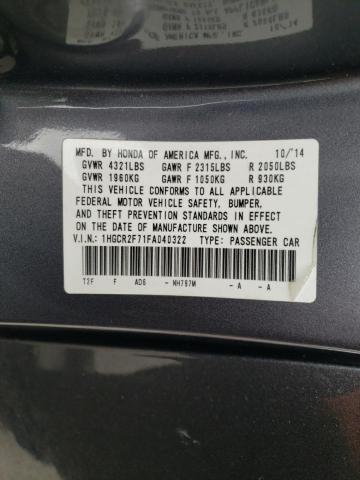 MFD. BY HONDA OF AMERICA MFG., INC. 10/14
GVWR 4321LBS GAWR F 2315LBS R 2050LBS
GVWR 1960KG GAWR F 1050KG R 930KG
THIS VEHICLE CONFORMS TO ALL APPLICABLE
FEDERAL MOTOR VEHICLE SAFETY, BUMPER,
AND THEFT PREVENTION STANDARDS IN EFFECT
ON THE DATE OF MANUFACTURE SHOWN ABOVE.
V.I.N.: 1HGCR2F71FA040322 TYPE: PASSENGER CAR
T2F F AD6 - NH797M - A - A